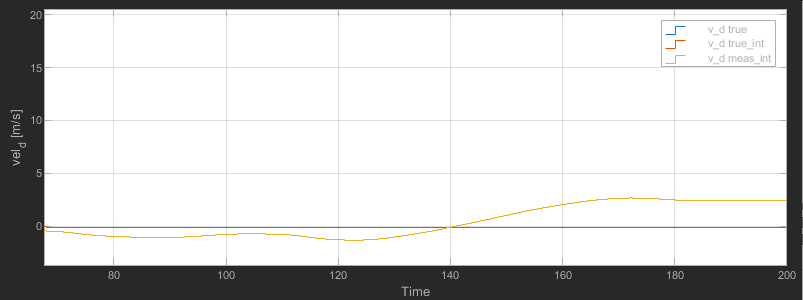 20
15
10
5
0
vel_d [m/s]
v_d true
v_d true_int
v_d meas_int
80 100 120 140 160 180 200
Time